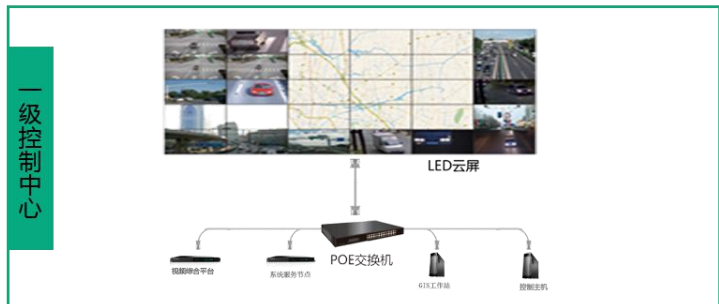 一级控制中心
LED云屏
POE交换机
视频综合平台
系统服务节点
GIS工作站
控制主机